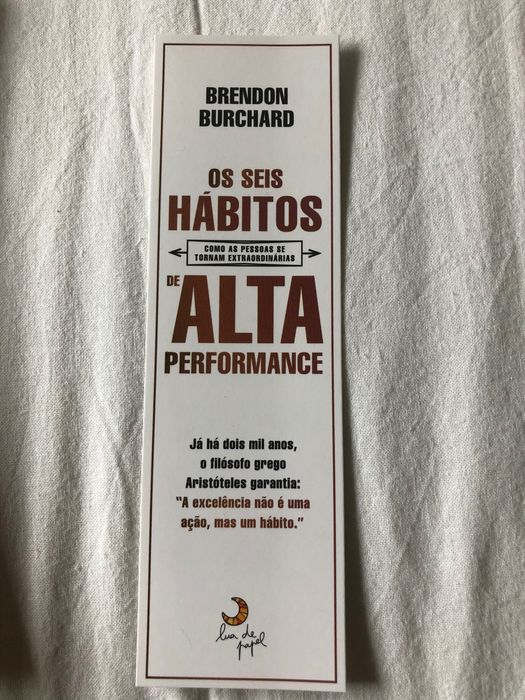 BRENDON
BURCHARD
OS SEIS
HÁBITOS
COMO AS PESSOAS SE
TORNAM EXTRAORDINÁRIAS
DE
ALTA
PERFORMANCE
Já há dois mil anos,
o filósofo grego
Aristóteles garantia:
"A excelência não é uma
ação, mas um hábito."
lua de
papel